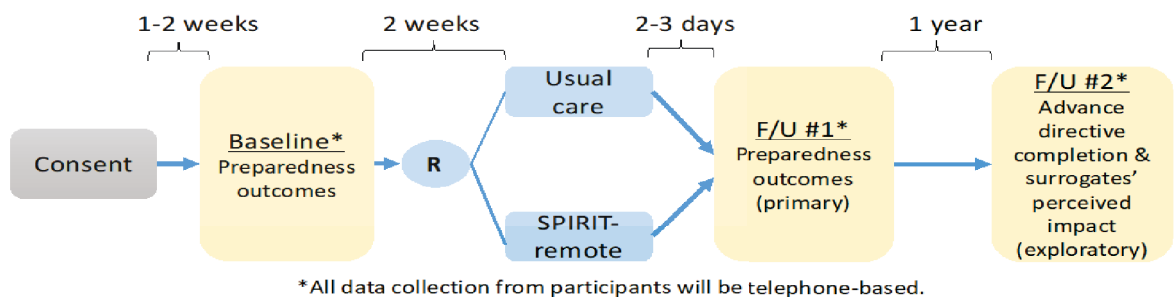 1-2 weeks
2 weeks
2-3 days
1 year
Consent
Baseline*
Preparedness
outcomes
R
Usual
care
SPIRIT-
remote
F/U #1*
Preparedness
outcomes
(primary)
F/U #2*
Advance
directive
completion &
surrogates’
perceived
impact
(exploratory)
*All data collection from participants will be telephone-based.